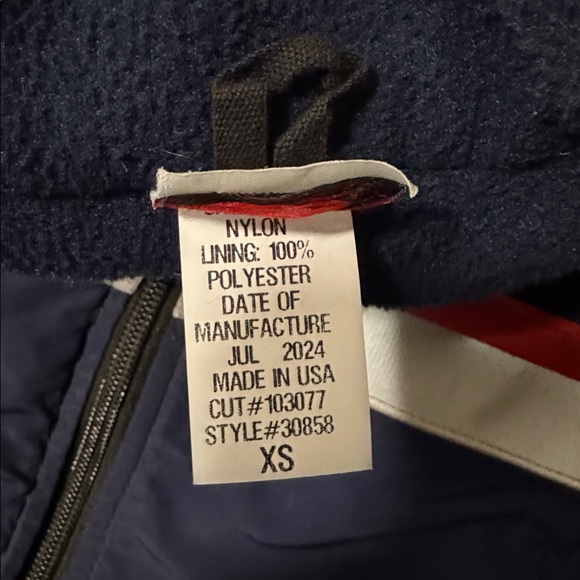 NYLON
LINING: 100%
POLYESTER
DATE OF
MANUFACTURE
JUL 2024
MADE IN USA
CUT#103077
STYLE#30858
XS